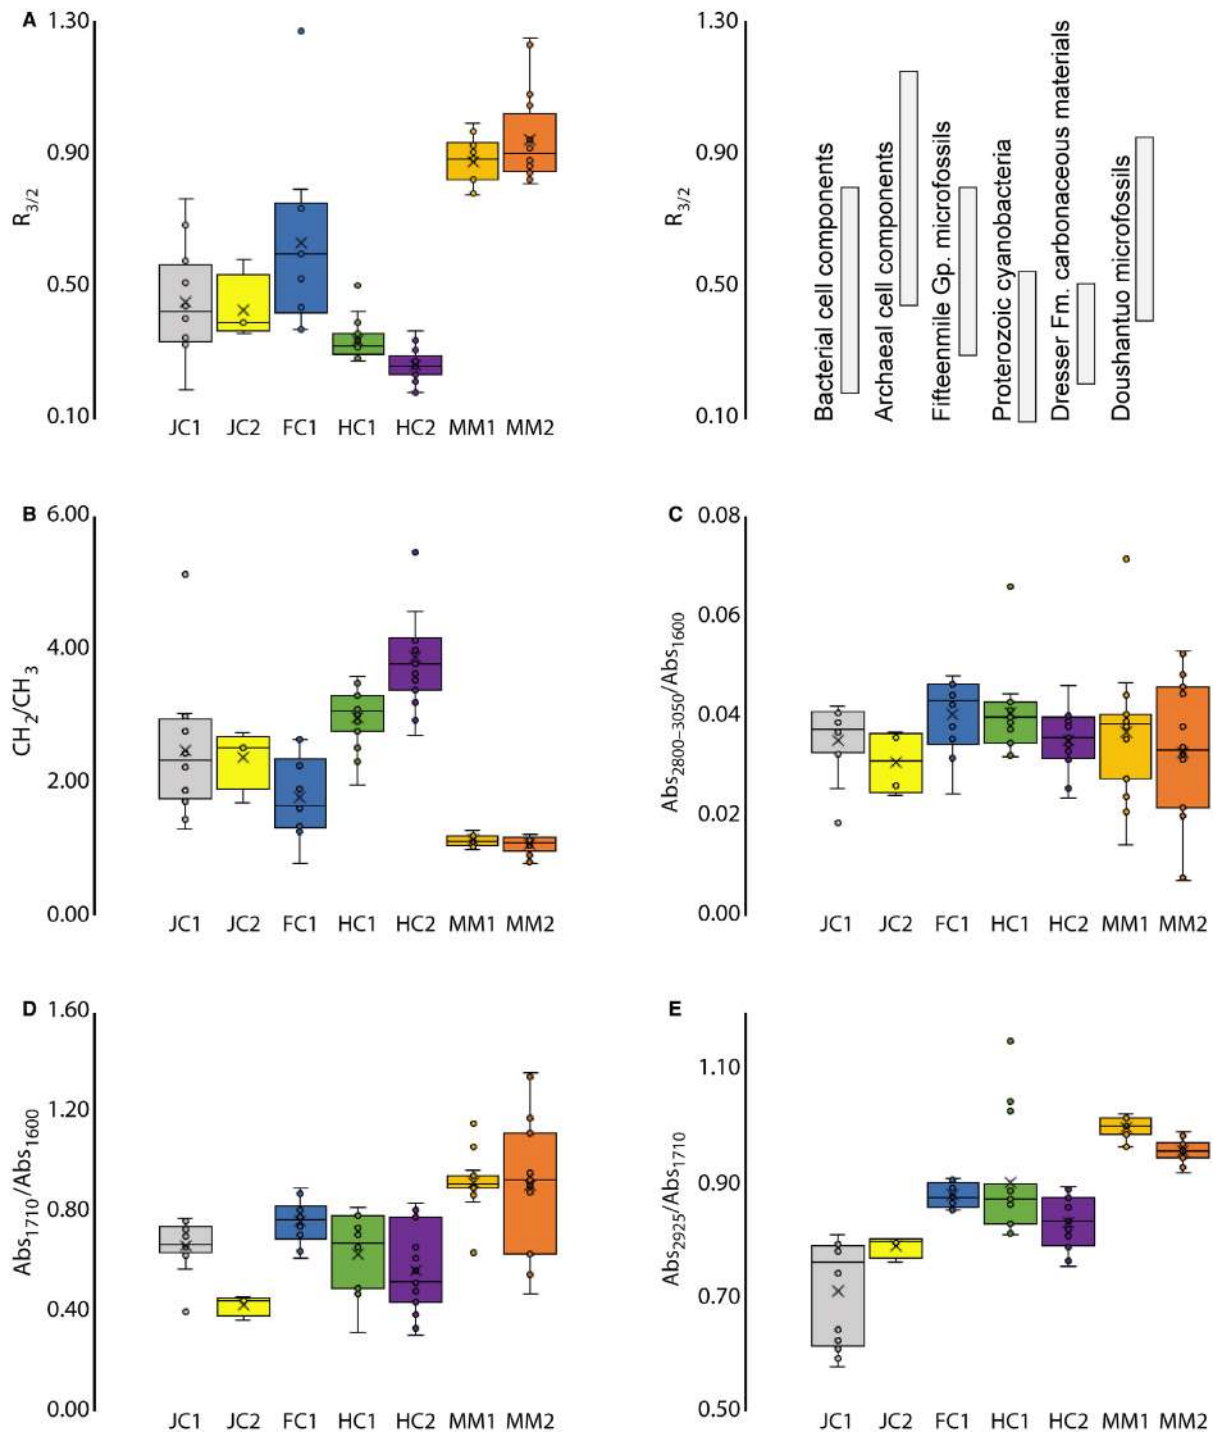 A
1.30
0.90
0.50
0.10
R3/2
JC1 JC2 FC1 HC1 HC2 MM1 MM2
1.30
0.90
0.50
0.10
R3/2
Bacterial cell components
Archaeal cell components
Fifteenmile Gp. microfossils
Proterozoic cyanobacteria
Dresser Fm. carbonaceous materials
Doushantuo microfossils
B
6.00
4.00
2.00
0.00
CH2/CH3
JC1 JC2 FC1 HC1 HC2 MM1 MM2
C
0.08
0.06
0.04
0.02
0.00
Abs2800–3050/Abs1600
JC1 JC2 FC1 HC1 HC2 MM1 MM2
D
1.60
1.20
0.80
0.40
0.00
Abs1710/Abs1600
JC1 JC2 FC1 HC1 HC2 MM1 MM2
E
1.10
0.90
0.70
0.50
Abs2925/Abs1710
JC1 JC2 FC1 HC1 HC2 MM1 MM2